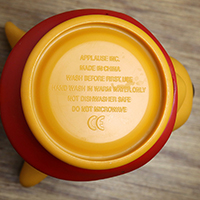 APPLAUSE INC.
MADE IN CHINA
WASH BEFORE FIRST USE
HAND WASH IN WARM WATER ONLY
NOT DISHWASHER SAFE
DO NOT MICROWAVE
CE